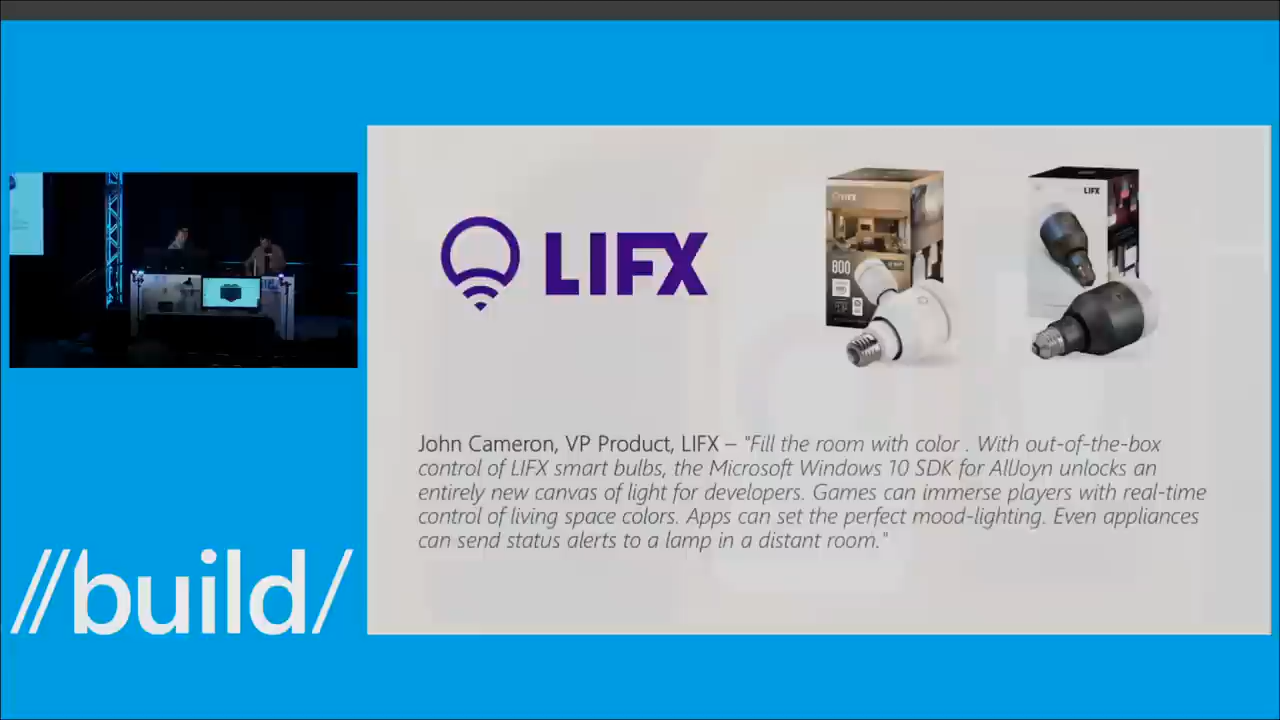 LIFX
LIFX
800
LIFX
John Cameron, VP Product, LIFX – "Fill the room with color . With out-of-the-box
control of LIFX smart bulbs, the Microsoft Windows 10 SDK for AllJoyn unlocks an
entirely new canvas of light for developers. Games can immerse players with real-time
control of living space colors. Apps can set the perfect mood-lighting. Even appliances
can send status alerts to a lamp in a distant room."
//build/